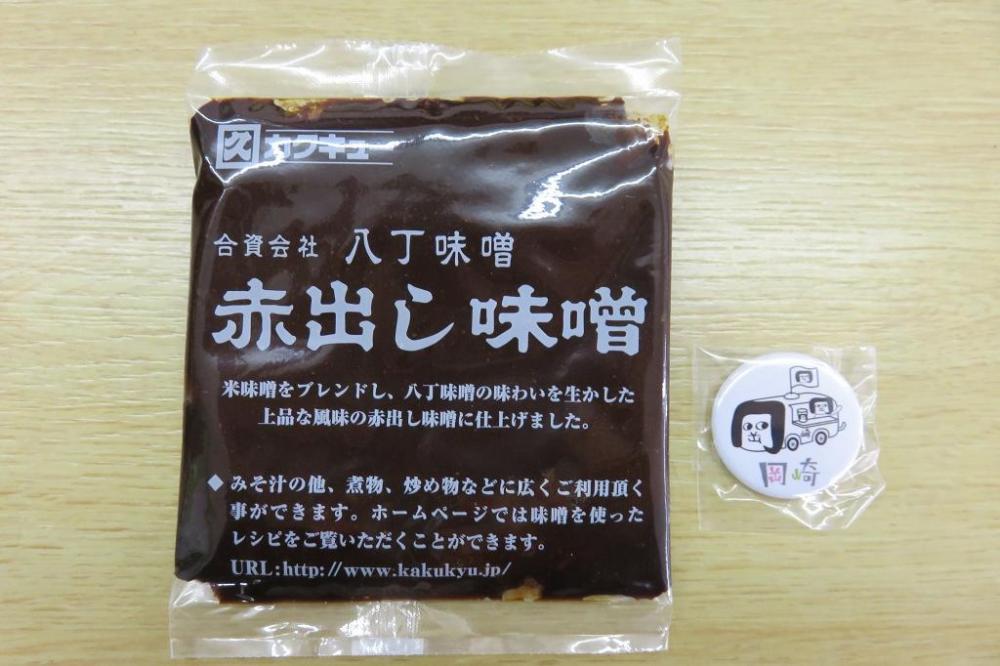 久 カクキュー
合資会社 八丁味噌
赤出し味噌
米味噌をブレンドし、八丁味噌の味わいを生かした
上品な風味の赤出し味噌に仕上げました。
◆みそ汁の他、煮物、炒め物などに広くご利用頂く
事ができます。ホームページでは味噌を使った
レシピをご覧いただくことができます。
URL:http://www.kakukyu.jp/
岡崎